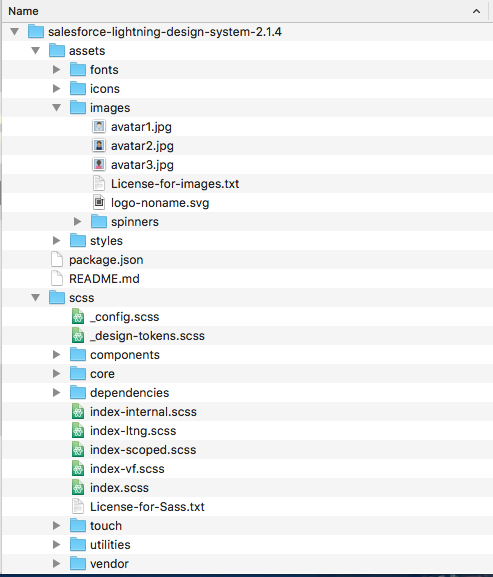 Name
salesforce-lightning-design-system-2.1.4
assets
fonts
icons
images
avatar1.jpg
avatar2.jpg
avatar3.jpg
License-for-images.txt
logo-noname.svg
spinners
styles
package.json
README.md
scss
_config.scss
_design-tokens.scss
components
core
dependencies
index-internal.scss
index-ltng.scss
index-scoped.scss
index-vf.scss
index.scss
License-for-Sass.txt
touch
utilities
vendor